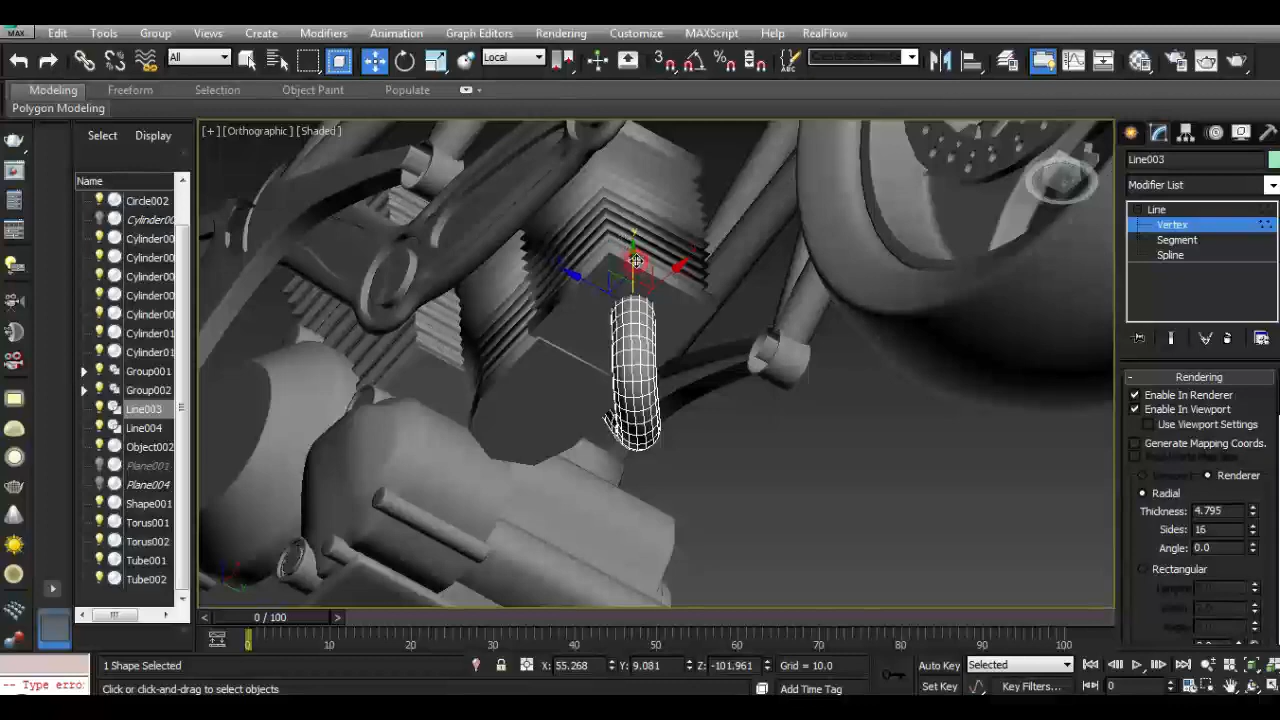 MAX Edit Tools Group Views Create Modifiers Animation Graph Editors Rendering Customize MAXScript Help RealFlow
All Local
Modeling Freeform Selection Object Paint Populate
Polygon Modeling
Select Display
[+] [Orthographic] [Shaded]
Name
Circle002
Cylinder00
Cylinder00
Cylinder00
Cylinder00
Cylinder00
Cylinder00
Cylinder01
Cylinder01
Group001
Group002
Line003
Line004
Object002
Plane001
Plane004
Shape001
Torus001
Torus002
Tube001
Tube002
Line003
Modifier List
Line
Vertex
Segment
Spline
- Rendering
Enable In Renderer
Enable In Viewport
Use Viewport Settings
Generate Mapping Coords.
Renderer
Radial
Thickness: 4.795
Sides: 16
Angle: 0.0
Rectangular
0 / 100
0 10 20 30 40 50 60 70 80 90 100
1 Shape Selected X: 55.268 Y: 9.081 Z: -101.961 Grid = 10.0 Auto Key Selected
-- Type erro Click or click-and-drag to select objects Add Time Tag Set Key Key Filters... 0